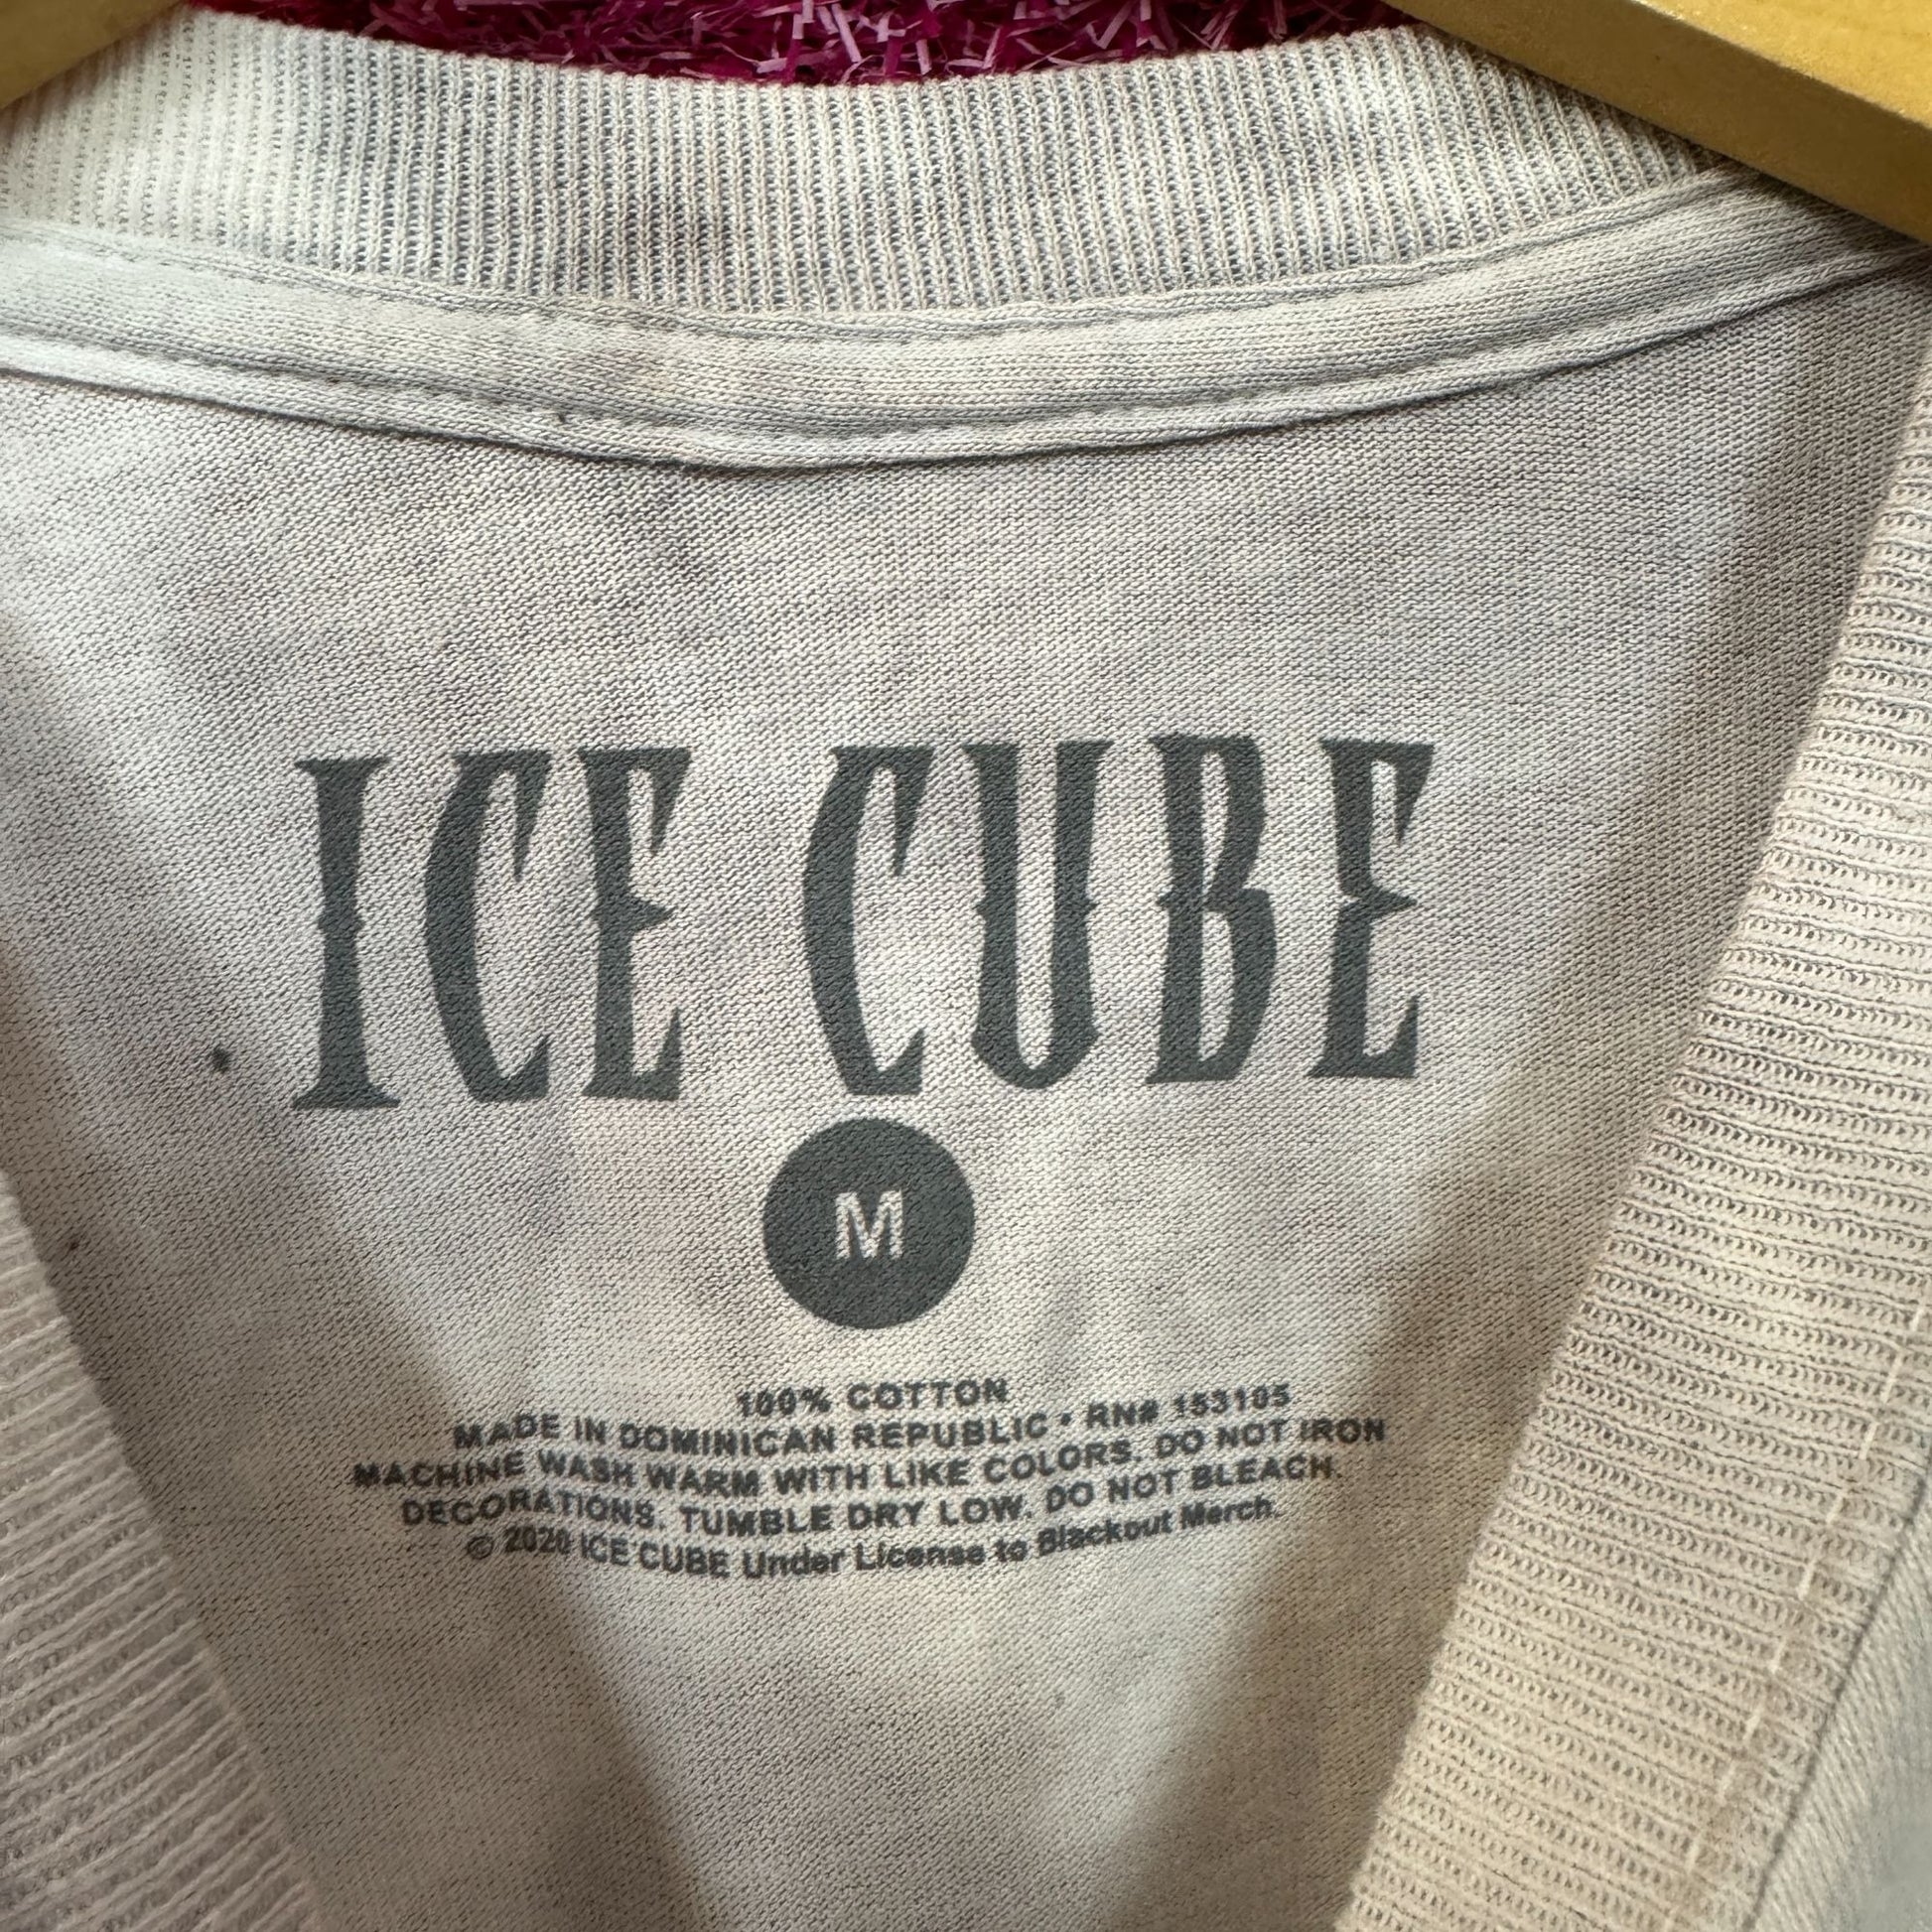 ICE CUBE
M
100% COTTON
MADE IN DOMINICAN REPUBLIC • RN# 153105
MACHINE WASH WARM WITH LIKE COLORS. DO NOT IRON
DECORATIONS. TUMBLE DRY LOW. DO NOT BLEACH.
© 2020 ICE CUBE Under License to Blackout Merch.